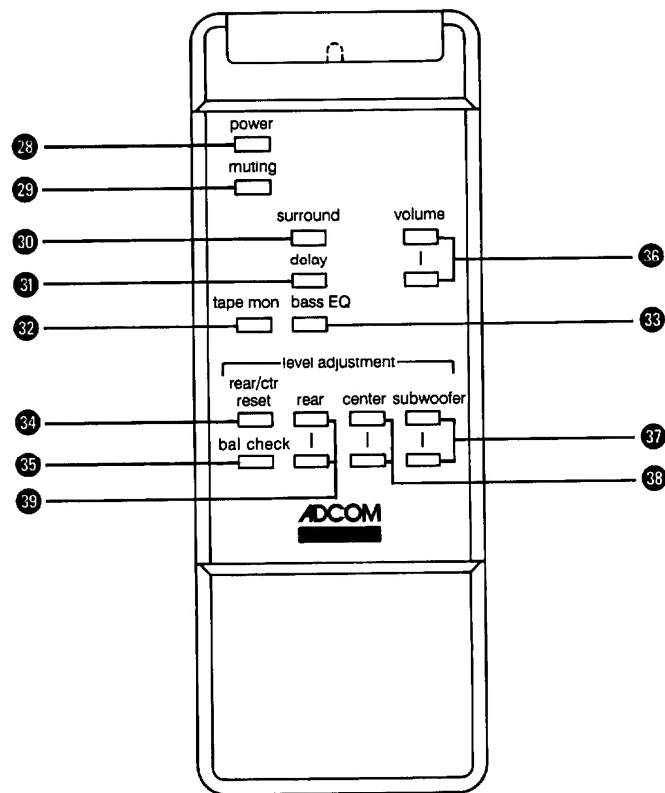 power
28
muting
29
surround
volume
30
36
delay
31
tape mon bass EQ
32
33
level adjustment
rear/ctr
reset
rear center subwoofer
34
bal check
37
35
38
39
ADCOM